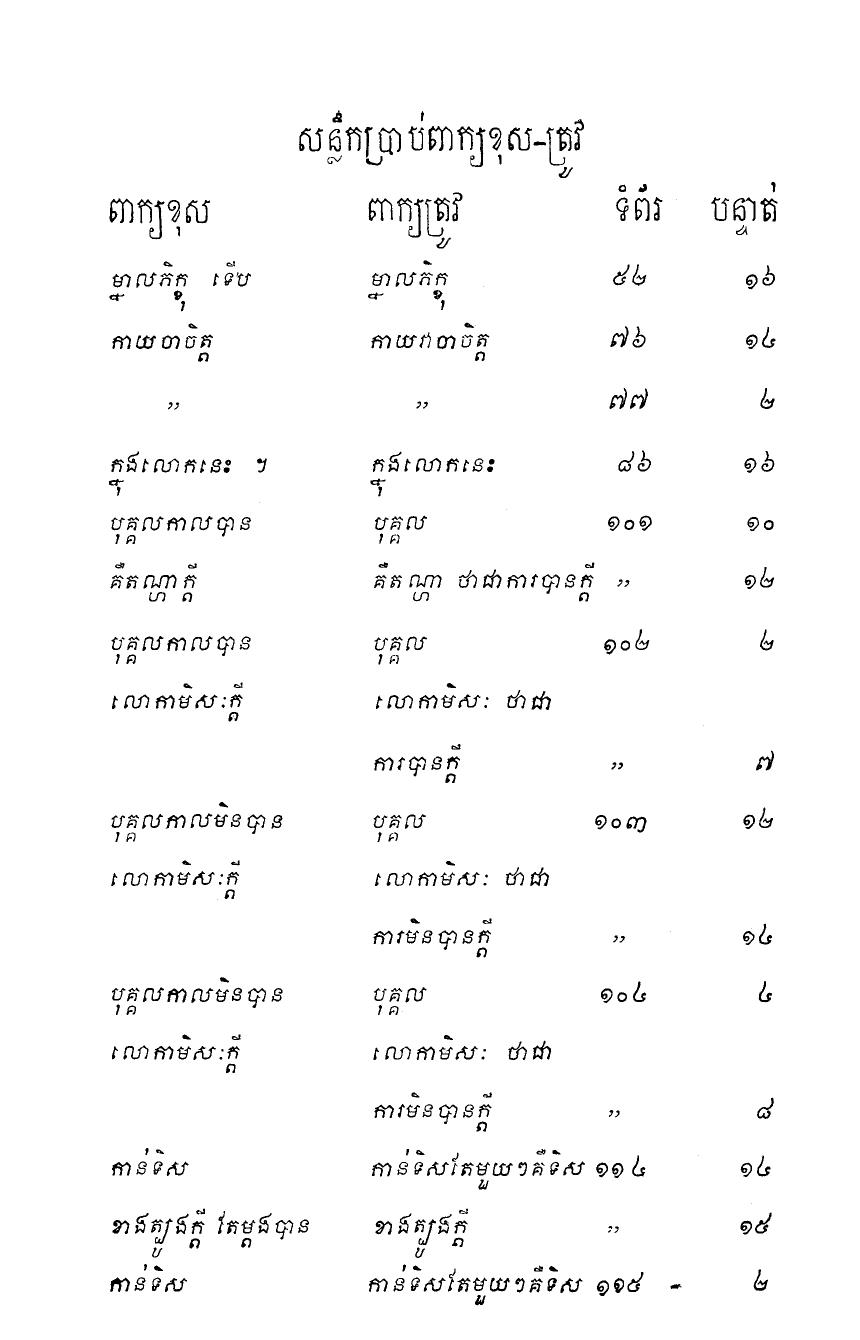 សន្លឹកប្រាប់ពាក្យខុស-ត្រូវ
ពាក្យខុស ពាក្យត្រូវ ទំព័រ បន្ទាត់
ម្នាលភិក្ខុ ទើប ម្នាលភិក្ខុ ៥២ ១៦
កាយចាចិត្ត កាយវាចាចិត្ត ៧៦ ១៤
” ” ៧៧ ២
ក្នុងលោកនេះ ។ ក្នុងលោកនេះ ៨៦ ១៦
បុគ្គលកាលបាន បុគ្គល ១០១ ១០
គឺតណ្ហាក្តី គឺតណ្ហា ថាជាការបានក្តី ” ១២
បុគ្គលកាលបាន បុគ្គល ១០២ ២
លោកាមិសៈក្តី លោកាមិសៈ ថាជា
ការបានក្តី ” ៧
បុគ្គលកាលមិនបាន បុគ្គល ១០៣ ១២
លោកាមិសៈក្តី លោកាមិសៈ ថាជា
ការមិនបានក្តី ” ១៤
បុគ្គលកាលមិនបាន បុគ្គល ១០៤ ៤
លោកាមិសៈក្តី លោកាមិសៈ ថាជា
ការមិនបានក្តី ” ៨
កាន់ទិស កាន់ទិសតែមួយៗគឺទិស ១១៤ ១៤
ខាងត្បូងក្តី តែម្តងបាន ខាងត្បូងក្តី ” ១៥
កាន់ទិស កាន់ទិសតែមួយៗគឺទិស ១១៥ - ២